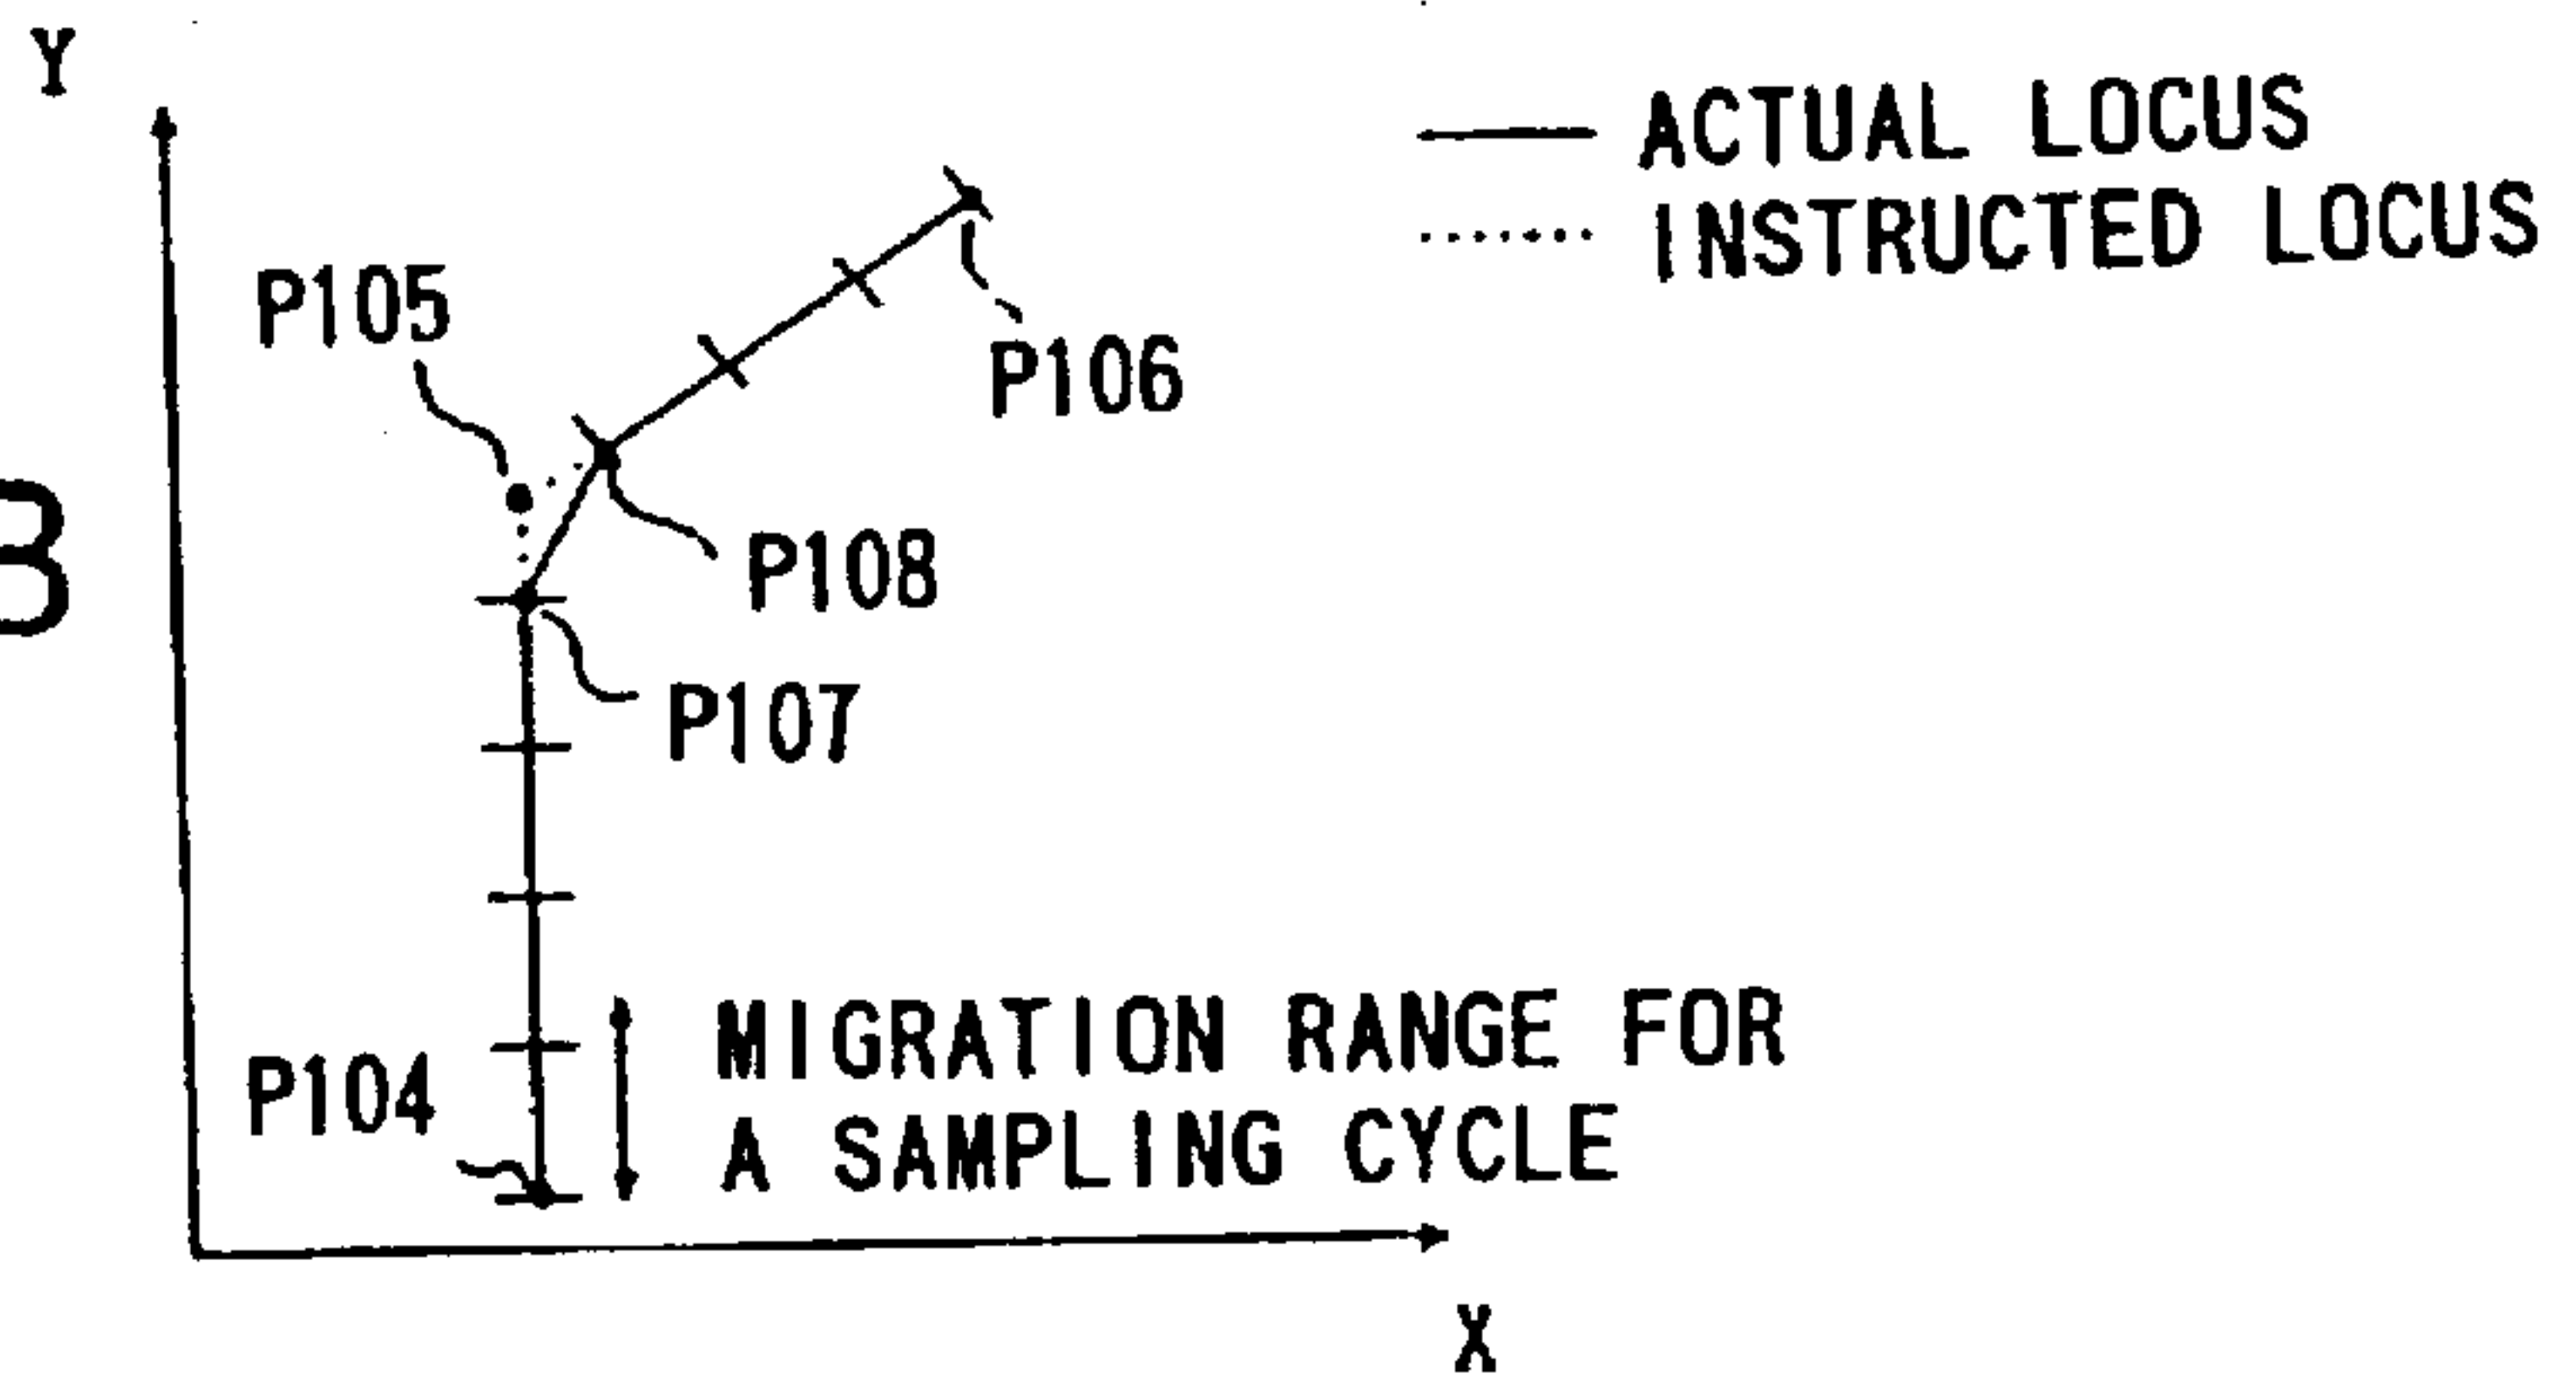 Y
ACTUAL LOCUS
INSTRUCTED LOCUS
P105
P106
B
P108
P107
MIGRATION RANGE FOR
A SAMPLING CYCLE
P104
X